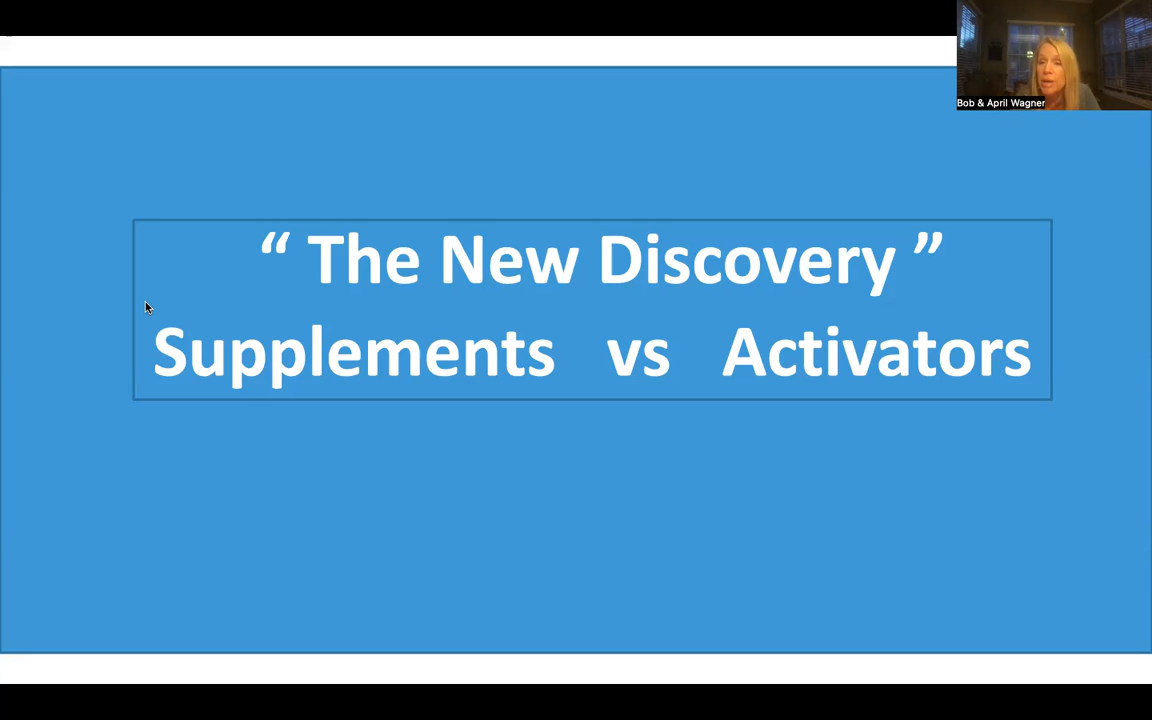 Bob & April Wagner
“ The New Discovery ”
Supplements vs Activators